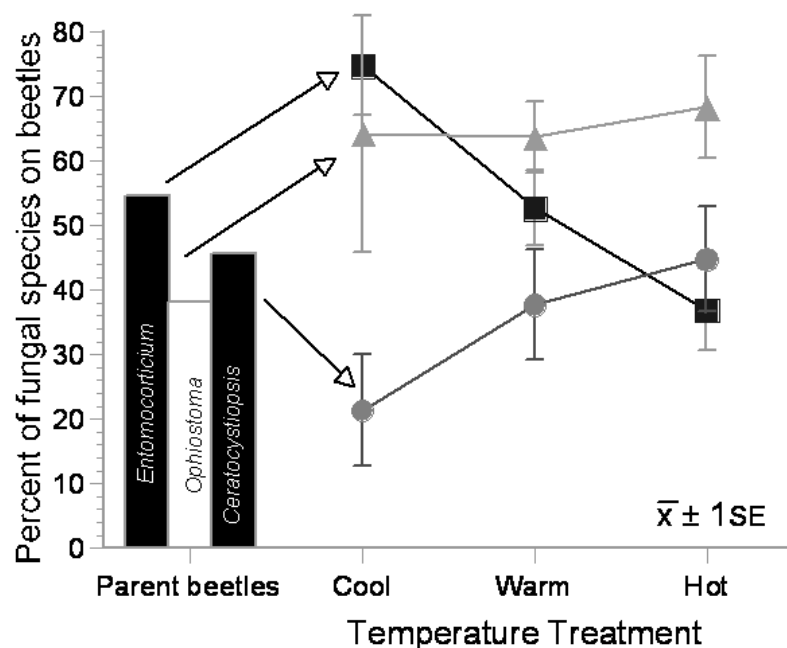 Percent of fungal species on beetles
80
70
60
50
40
30
20
10
0
Entomocorticium
Ophiostoma
Ceratocystiopsis
x̅ ± 1SE
Parent beetles Cool Warm Hot
Temperature Treatment